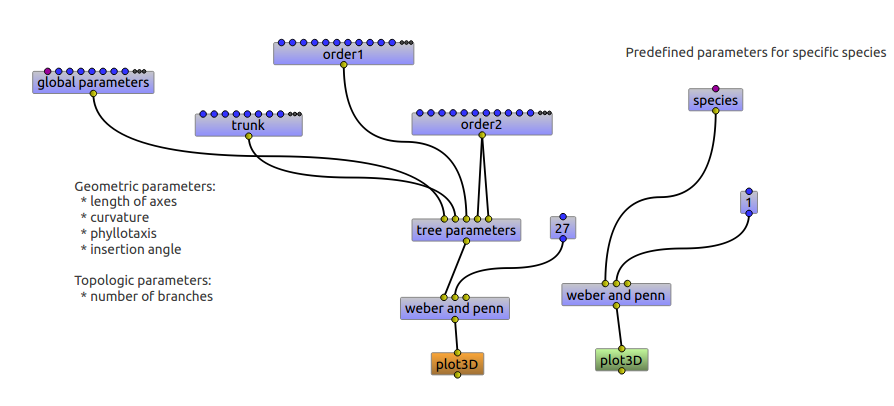 order1
Predefined parameters for specific species
global parameters
species
trunk
order2
Geometric parameters:
* length of axes
* curvature
* phyllotaxis
* insertion angle
1
tree parameters
27
Topologic parameters:
* number of branches
weber and penn
weber and penn
plot3D
plot3D